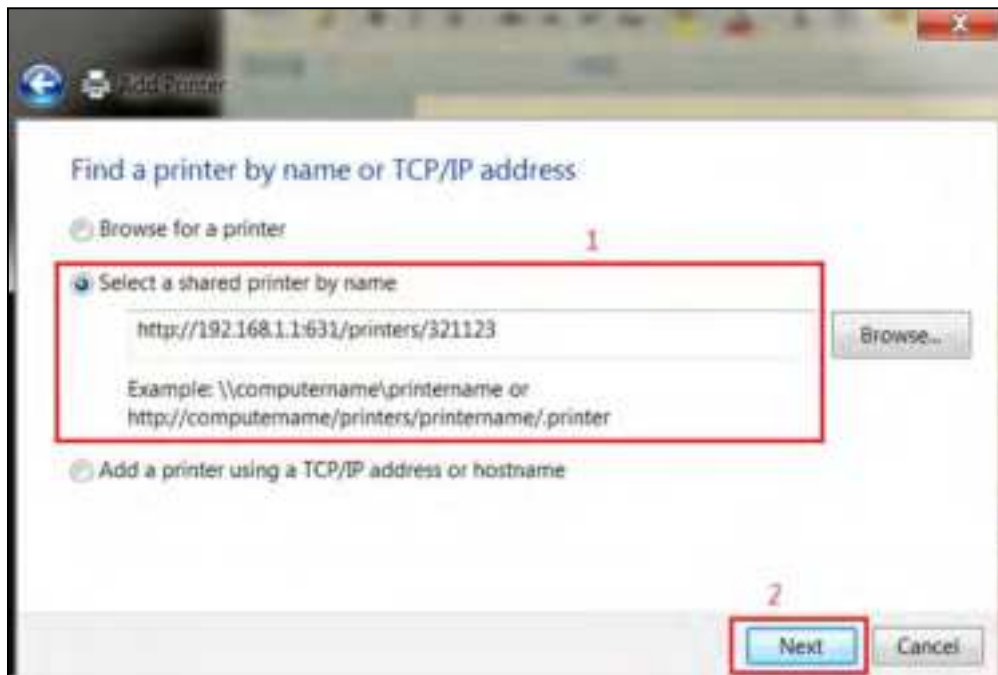 Add Printer
Find a printer by name or TCP/IP address
Browse for a printer
1
Select a shared printer by name
http://192.168.1.1:631/printers/321123
Browse...
Example: \\computername\printername or
http://computername/printers/printername/.printer
Add a printer using a TCP/IP address or hostname
2
Next
Cancel